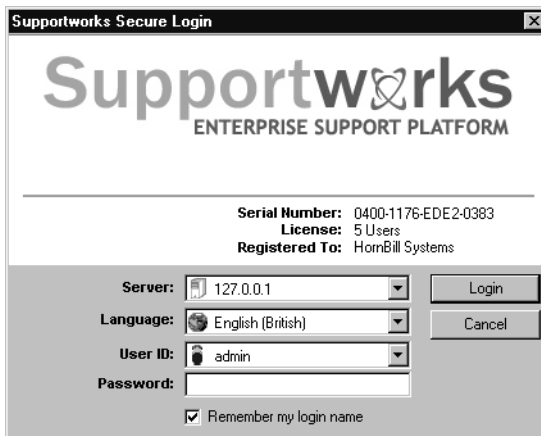 Supportworks Secure Login
Supportworks
ENTERPRISE SUPPORT PLATFORM
Serial Number: 0400-1176-EDE2-0383
License: 5 Users
Registered To: HornBill Systems
Server: 127.0.0.1 Login
Language: English (British) Cancel
User ID: admin
Password:
Remember my login name